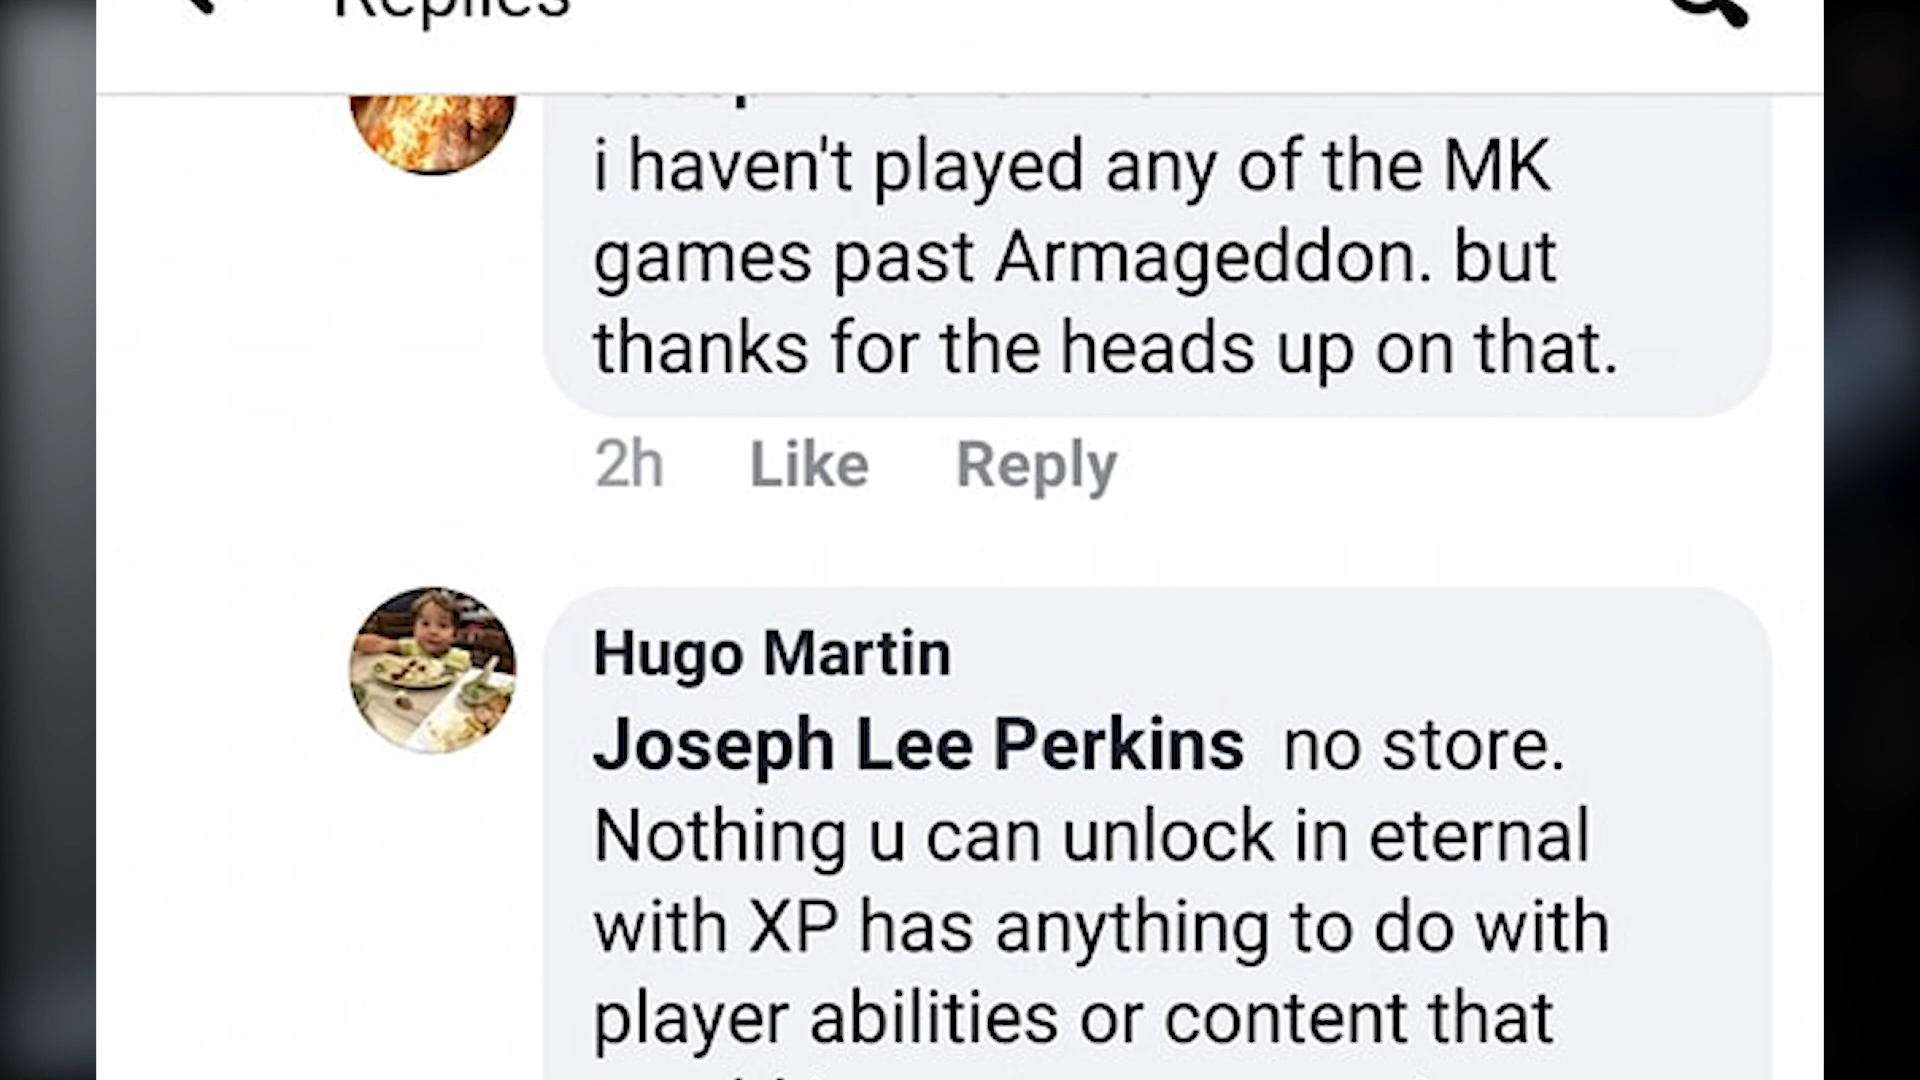 Replies
i haven't played any of the MK
games past Armageddon. but
thanks for the heads up on that.
2h Like Reply
Hugo Martin
Joseph Lee Perkins no store.
Nothing u can unlock in eternal
with XP has anything to do with
player abilities or content that